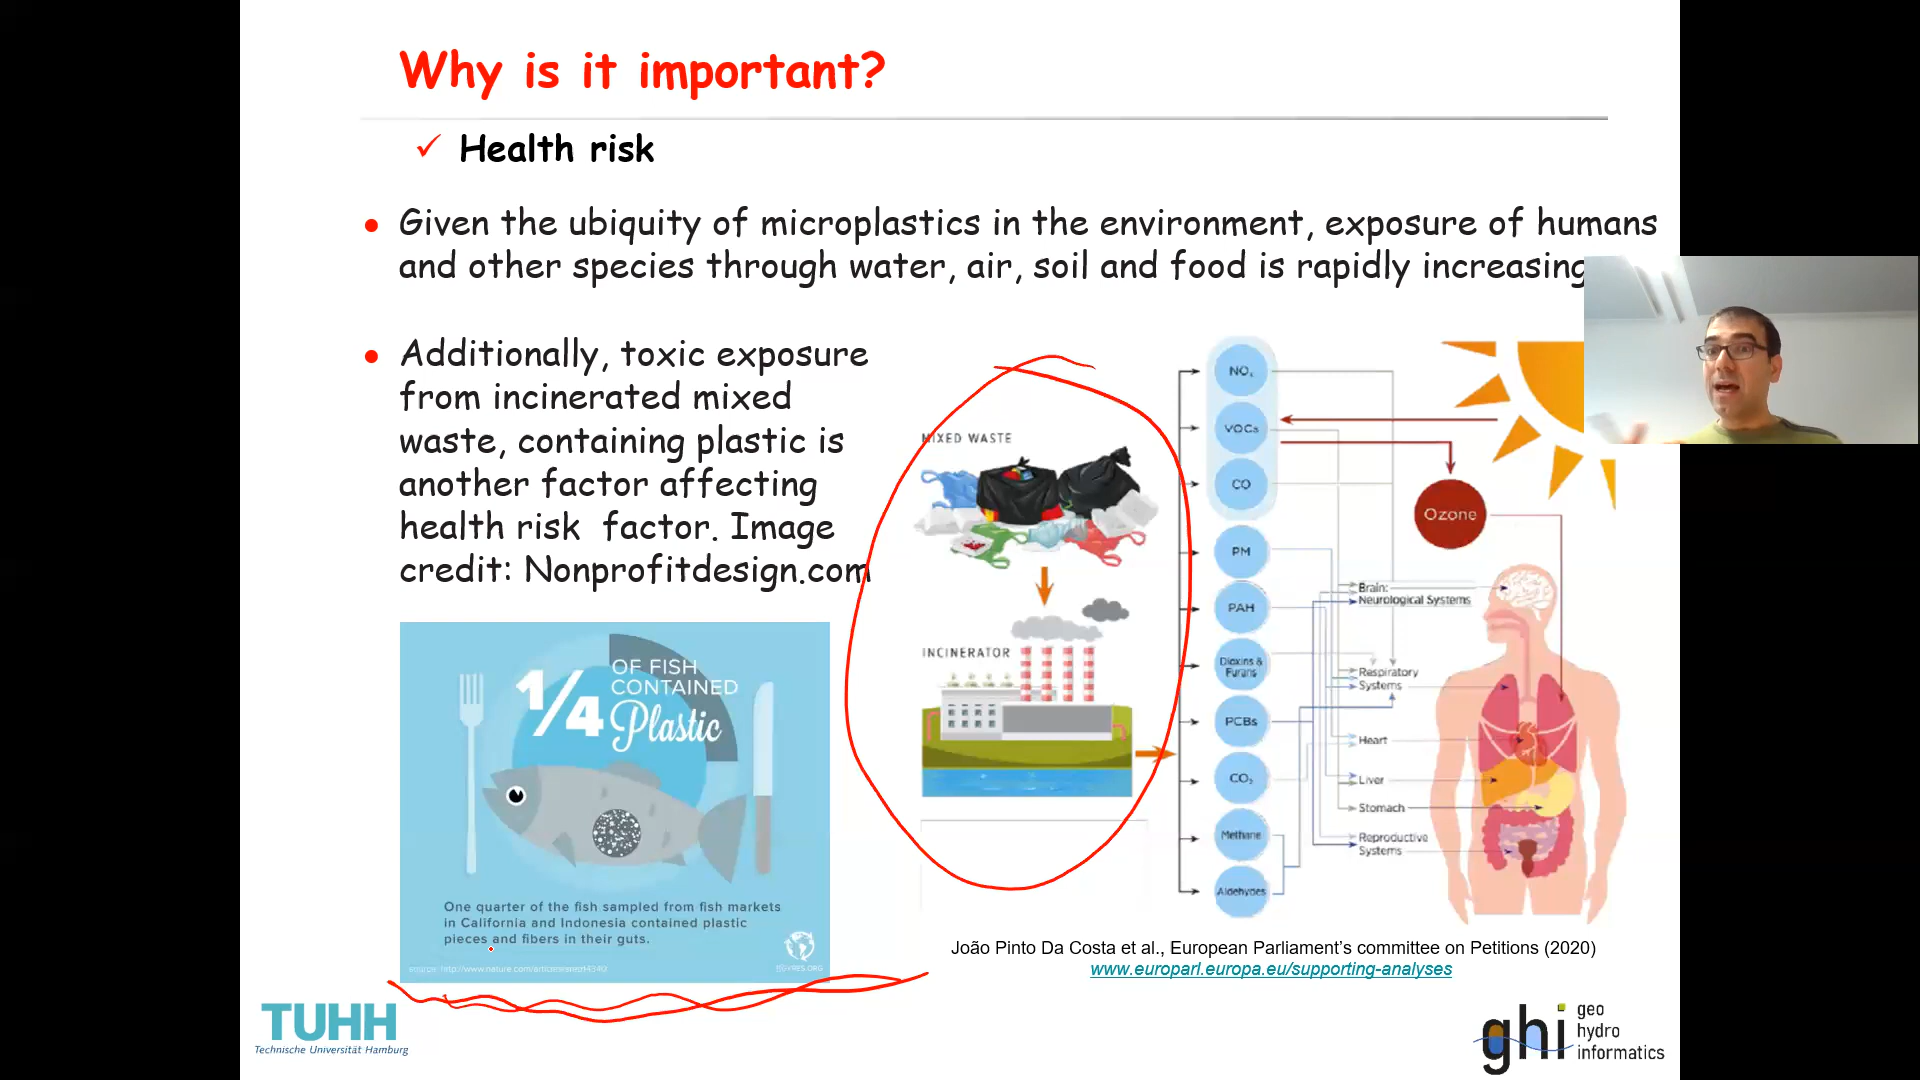 Why is it important?
✓ Health risk
• Given the ubiquity of microplastics in the environment, exposure of humans
and other species through water, air, soil and food is rapidly increasing
• Additionally, toxic exposure
from incinerated mixed
waste, containing plastic is
another factor affecting
health risk factor. Image
credit: Nonprofitdesign.com
1/4 OF FISH
CONTAINED
Plastic
One quarter of the fish sampled from fish markets
in California and Indonesia contained plastic
pieces and fibers in their guts.
MIXED WASTE
INCINERATOR
NOx
VOCs
CO
PM
PAH
Dioxins &
Furans
PCBs
CO2
Methane
Aldehydes
Ozone
Brain:
Neurological Systems
Respiratory
Systems
Heart
Liver
Stomach
Reproductive
Systems
João Pinto Da Costa et al., European Parliament's committee on Petitions (2020)
www.europarl.europa.eu/supporting-analyses
TUHH
Technische Universität Hamburg
ghi
geo
hydro
informatics